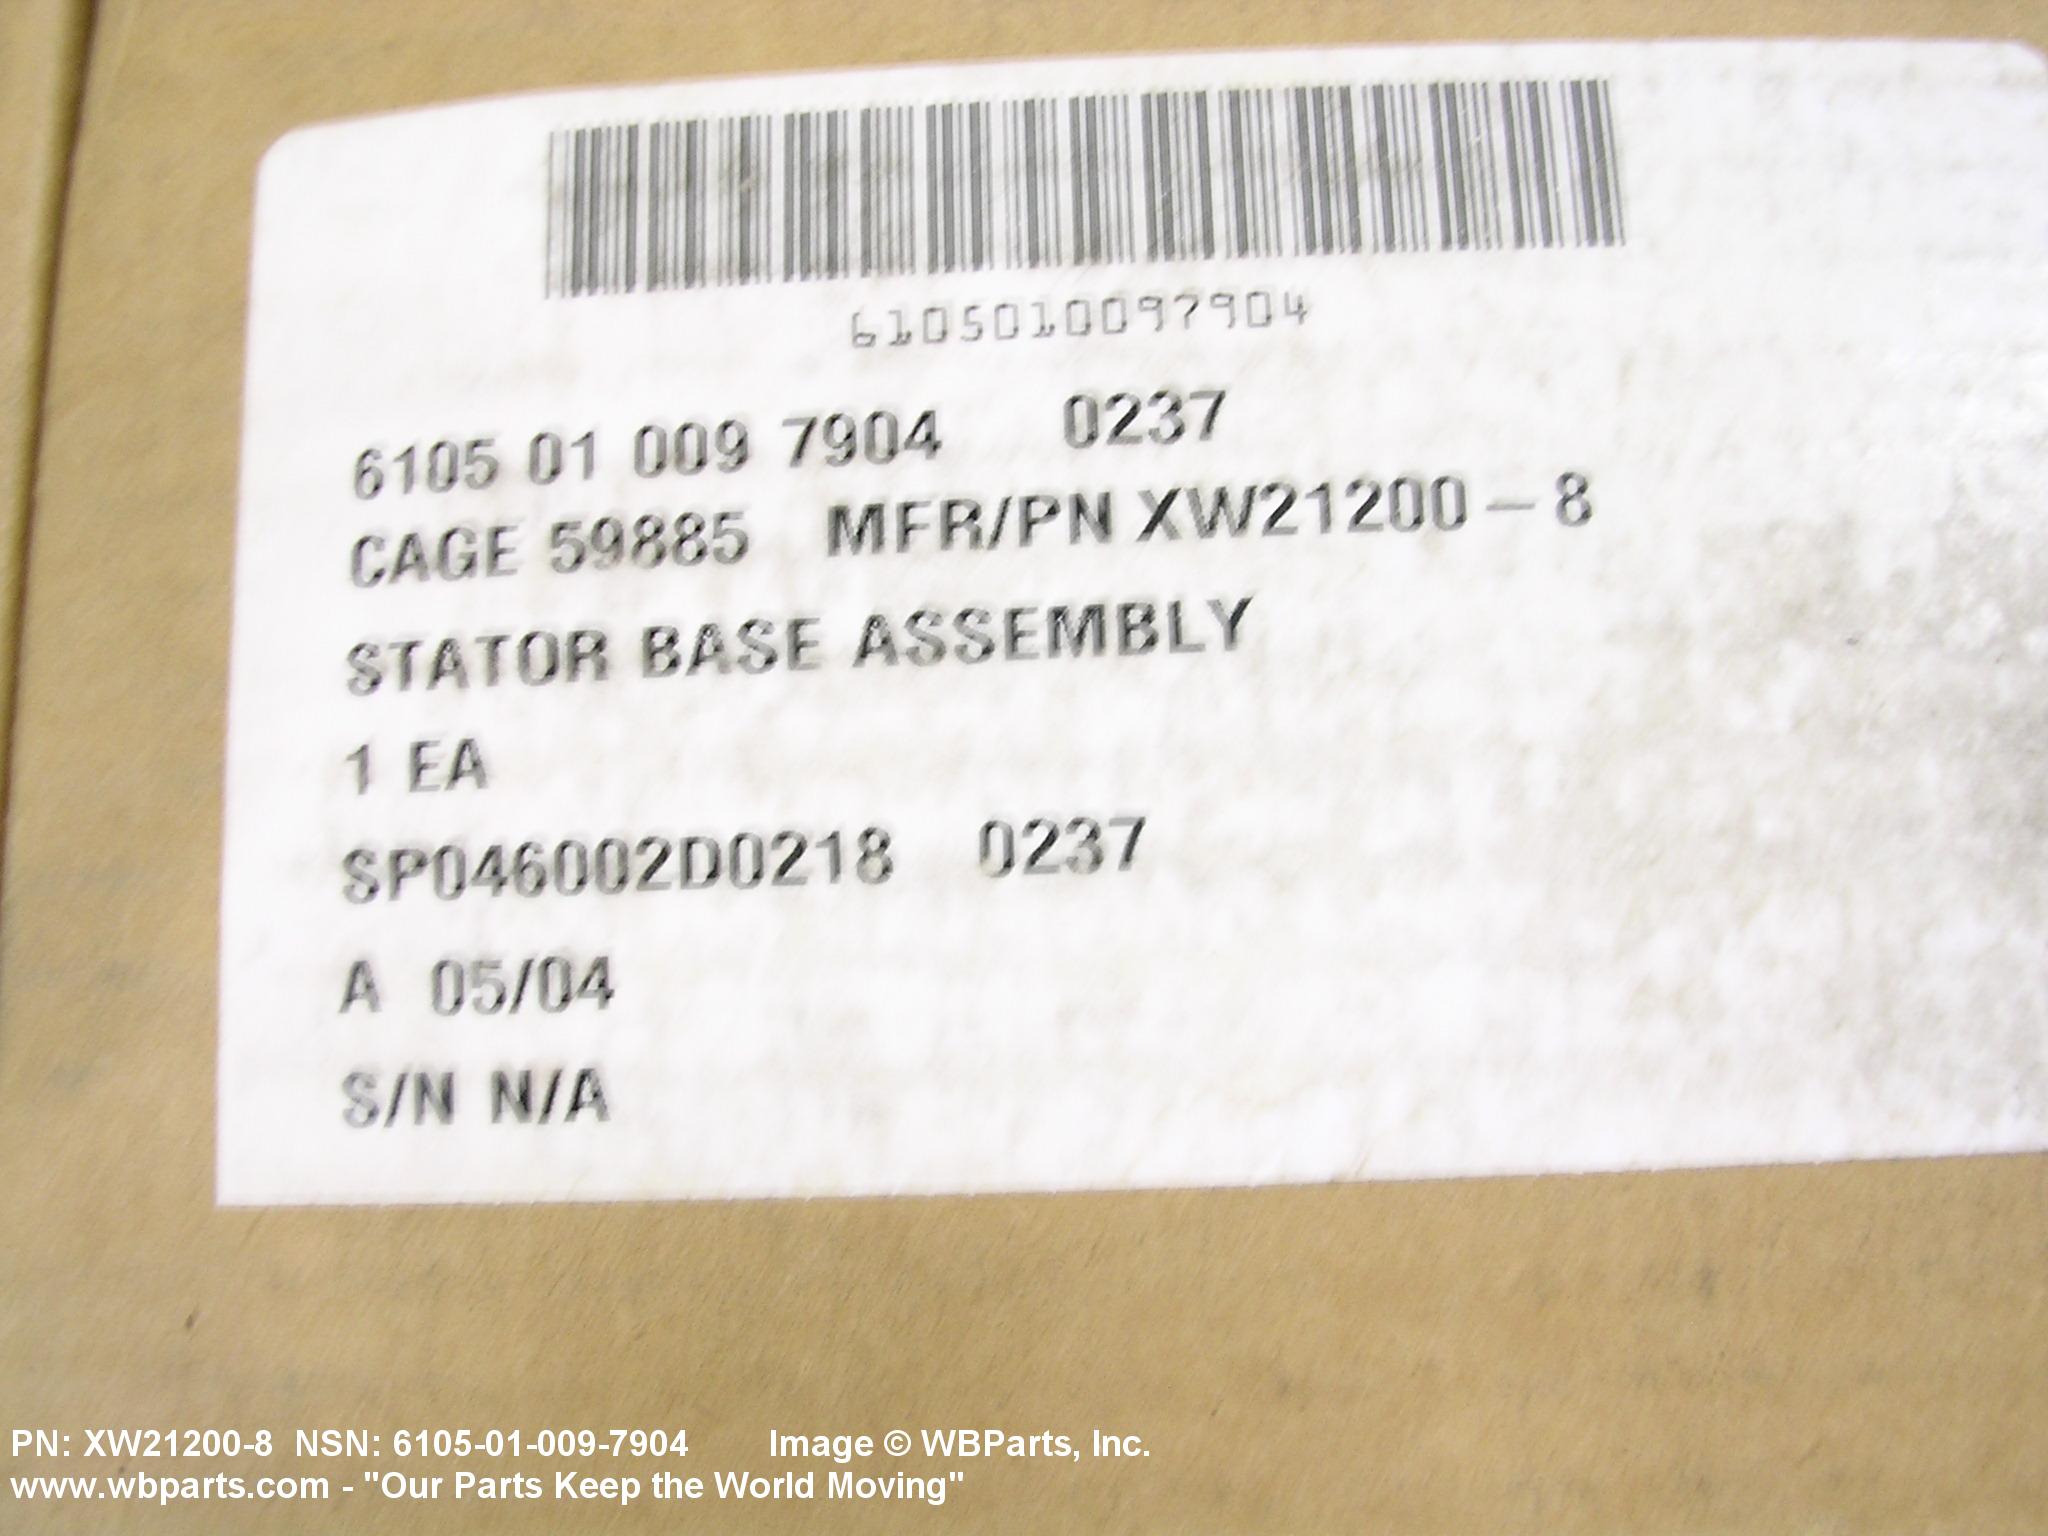 6105010097904
6105 01 009 7904 0237
CAGE 59885 MFR/PN XW21200-8
STATOR BASE ASSEMBLY
1 EA
SP046002D0218 0237
A 05/04
S/N N/A
PN: XW21200-8 NSN: 6105-01-009-7904 Image © WBParts, Inc.
www.wbparts.com - "Our Parts Keep the World Moving"